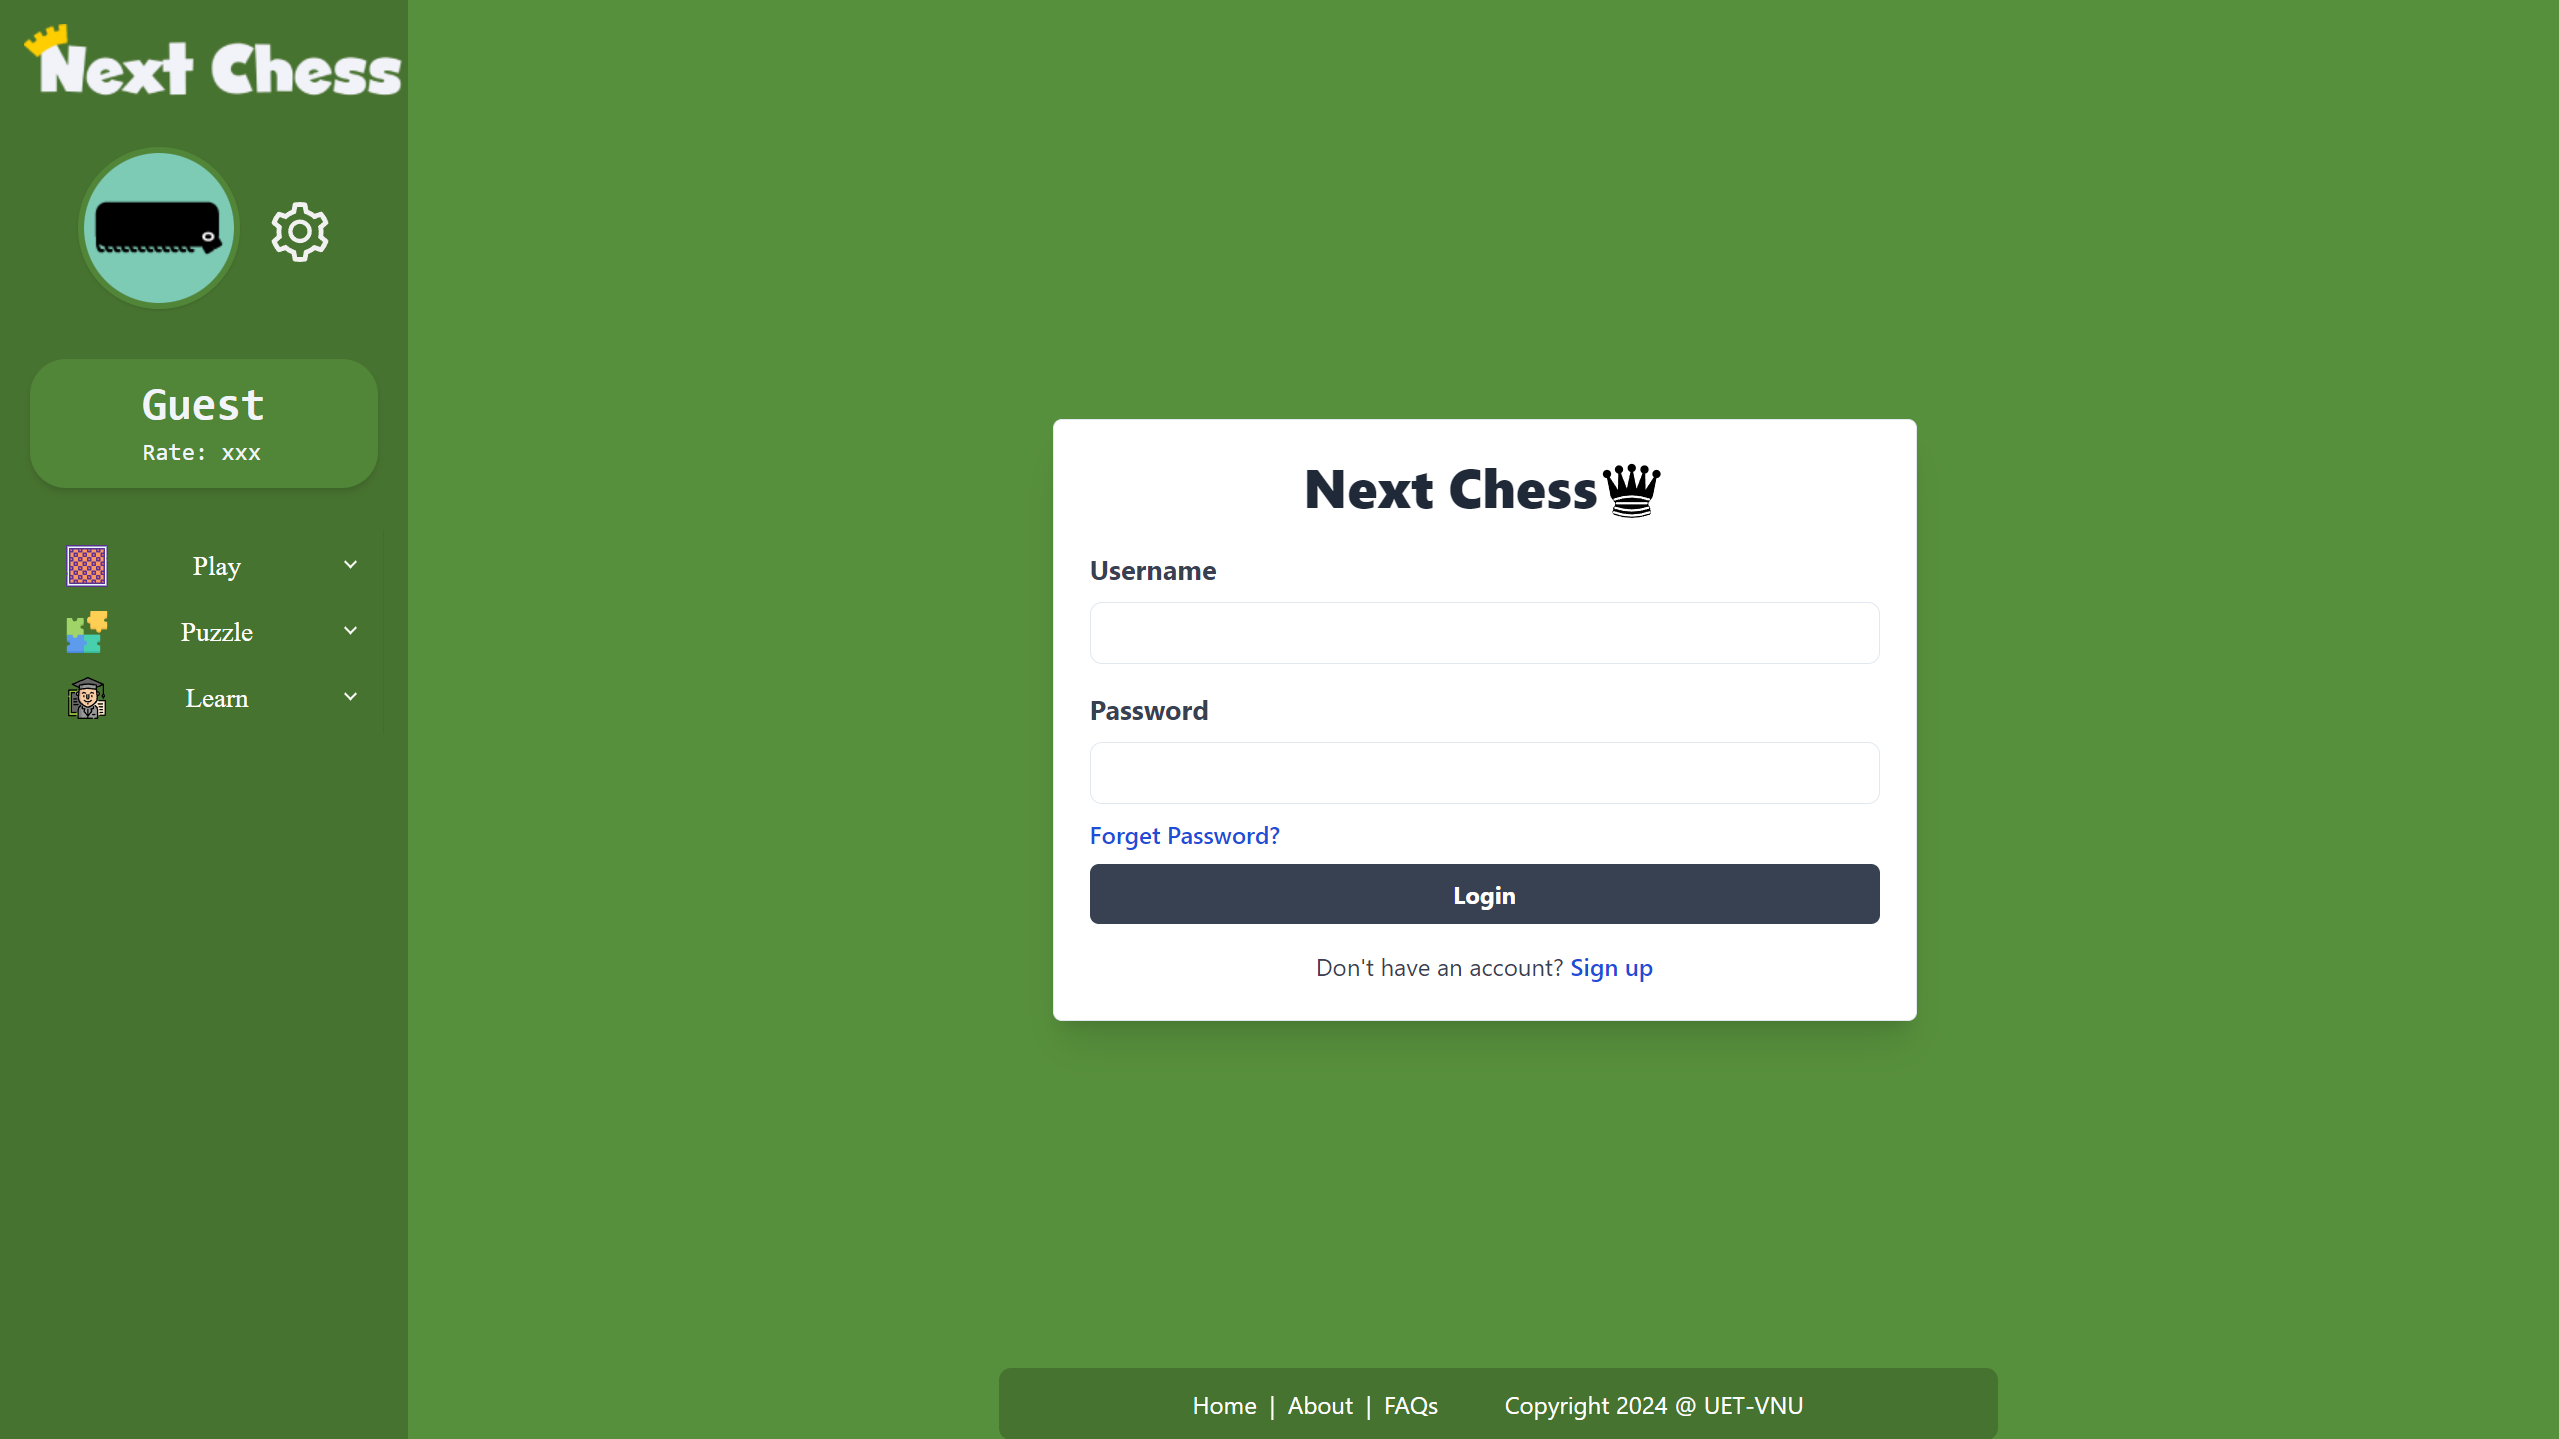 Next Chess
Guest
Rate: xxx
Play
Puzzle
Learn
Next Chess
Username
Password
Forget Password?
Login
Don't have an account? Sign up
Home | About | FAQs Copyright 2024 @ UET-VNU